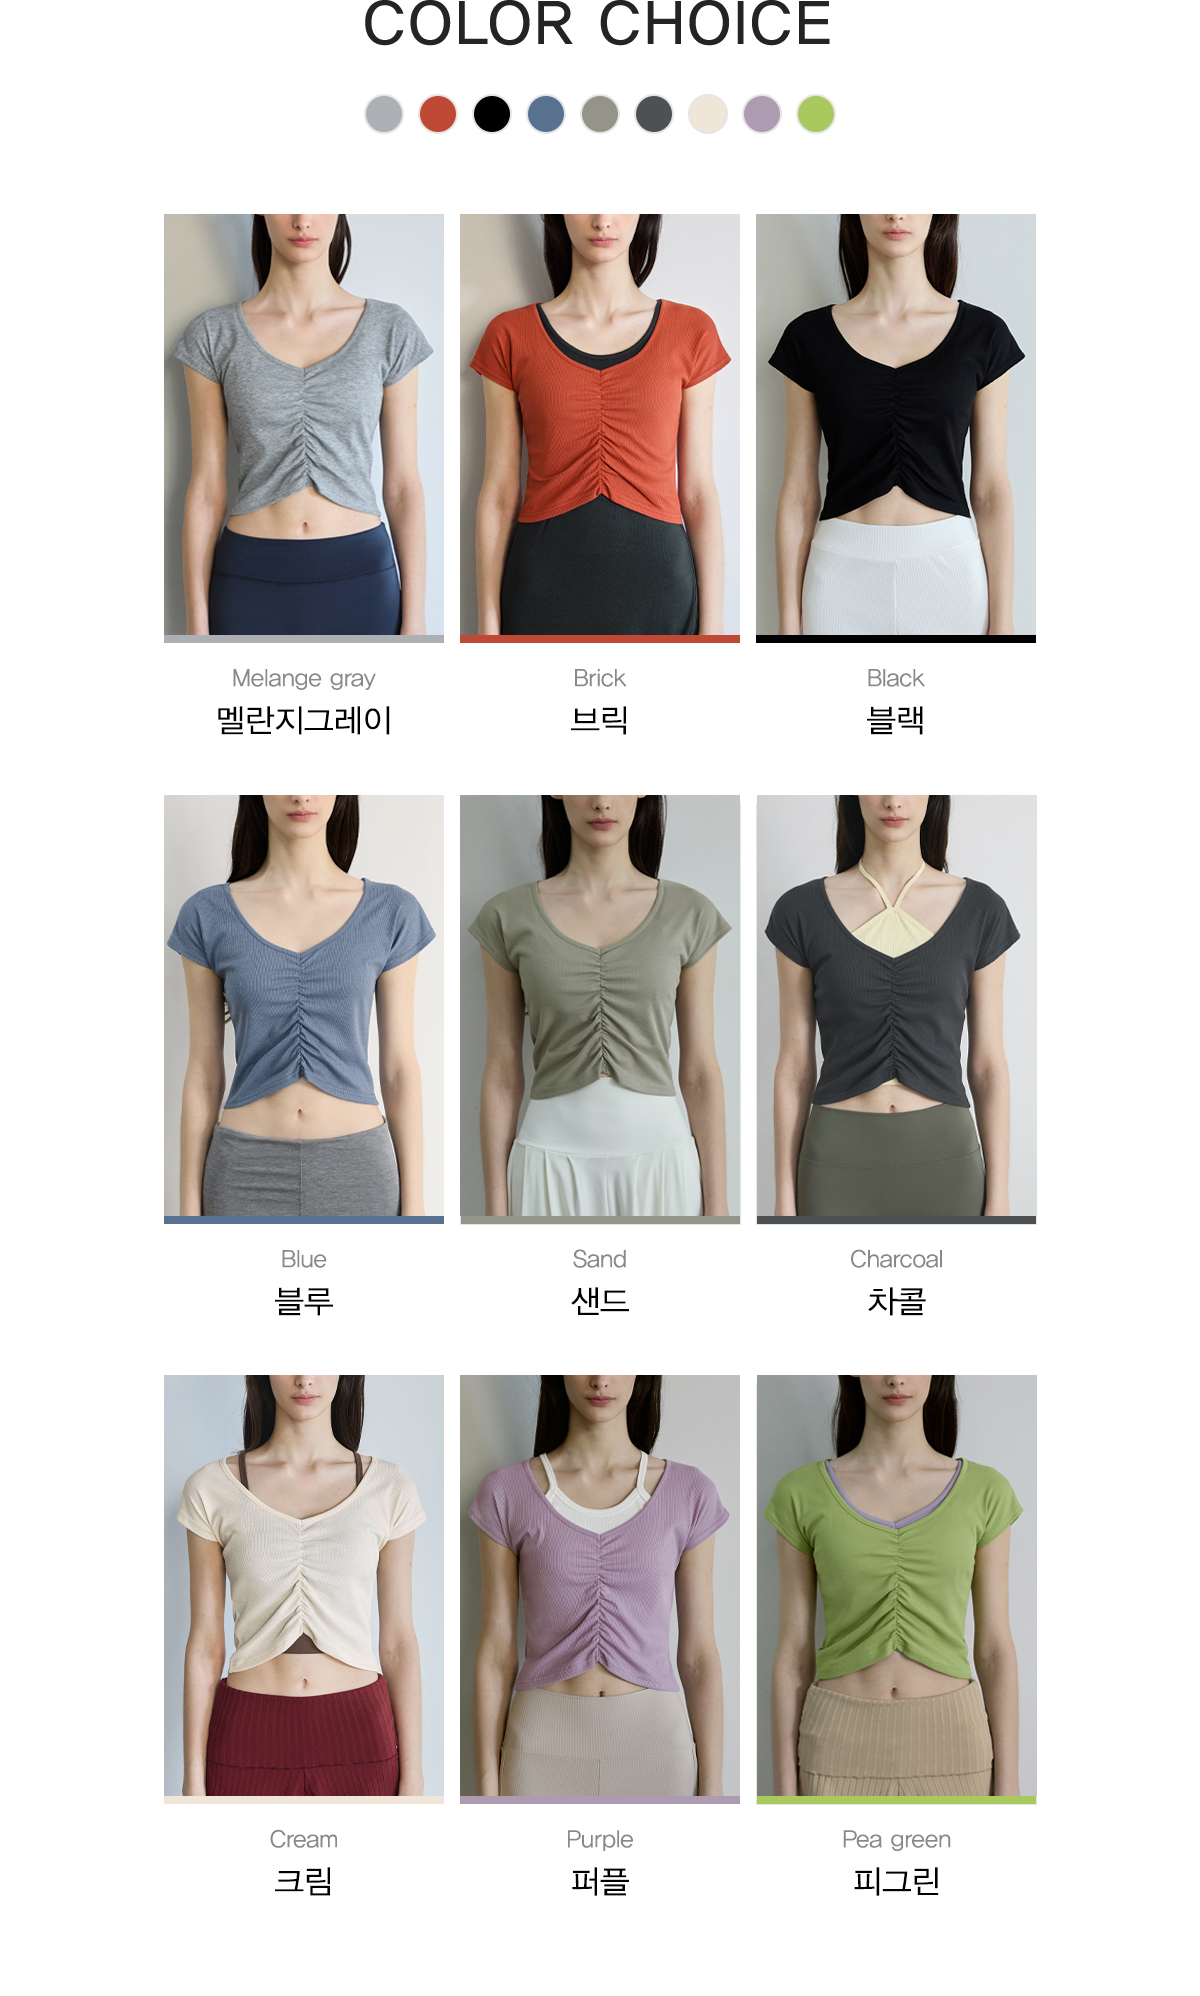 COLOR CHOICE
Melange gray
멜란지그레이
Brick
브릭
Black
블랙
Blue
블루
Sand
샌드
Charcoal
차콜
Cream
크림
Purple
퍼플
Pea green
피그린